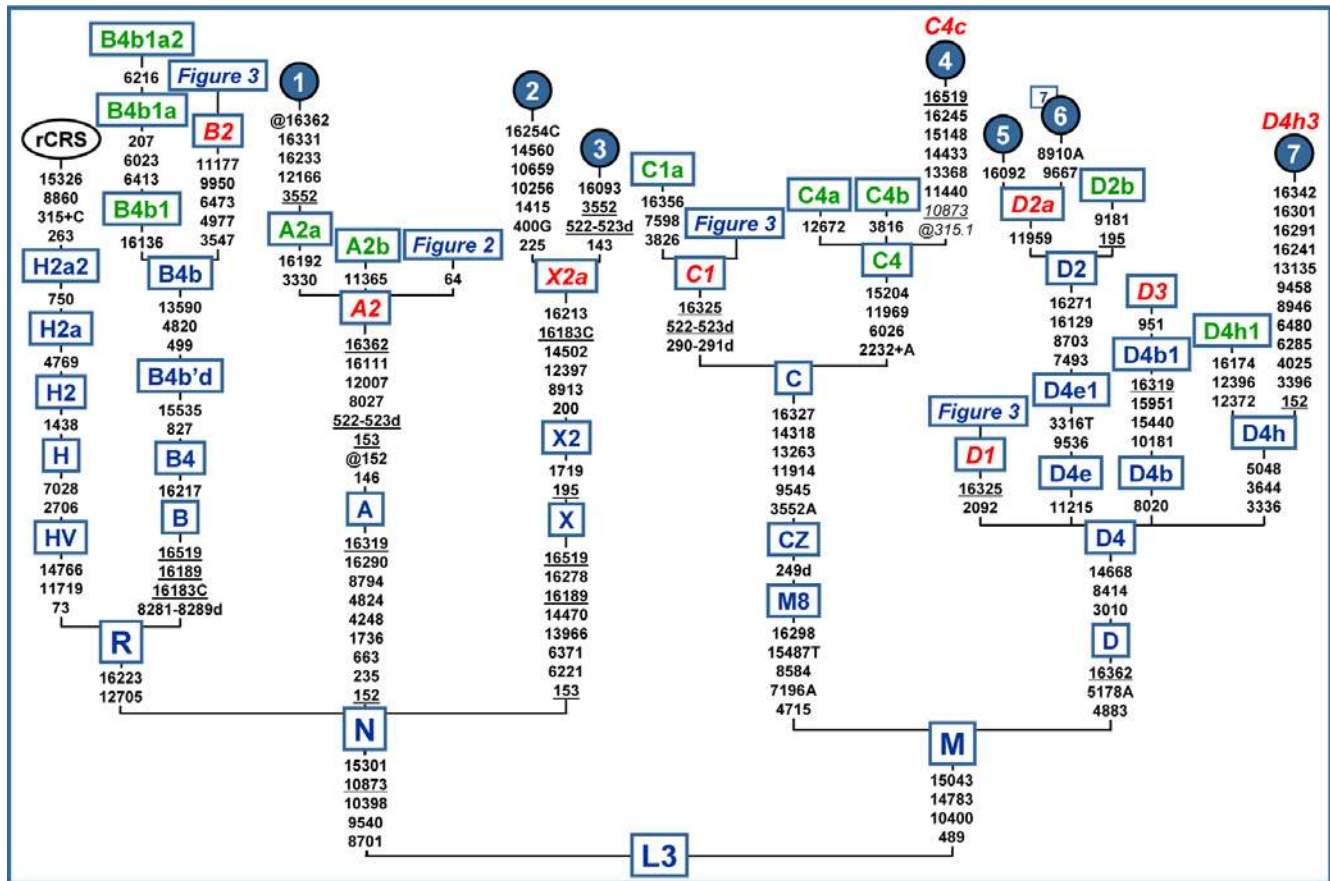 B4b1a2
6216
B4b1a
207
6023
6413
B4b1
16136
Figure 3
B2
11177
9950
6473
4977
3547
B4b
13590
4820
499
B4b'd
15535
827
B4
16217
B
16519
16189
16183C
8281-8289d
rCRS
15326
8860
315+C
263
H2a2
750
H2a
4769
H2
1438
H
7028
2706
HV
14766
11719
73
R
16223
12705
1
@16362
16331
16233
12166
3552
A2a
16192
3330
A2b
11365
Figure 2
64
A2
16362
16111
12007
8027
522-523d
153
@152
146
A
16319
16290
8794
4824
4248
1736
663
235
152
2
16254C
14560
10659
10256
1415
400G
225
3
16093
3552
522-523d
143
X2a
16213
16183C
14502
12397
8913
200
X2
1719
195
X
16519
16278
16189
14470
13966
6371
6221
153
N
15301
10873
10398
9540
8701
C1a
16356
7598
3826
Figure 3
C1
16325
522-523d
290-291d
C4a
12672
C4b
3816
C4c
4
16519
16245
15148
14433
13368
11440
10873
@315.1
C4
15204
11969
6026
2232+A
C
16327
14318
13263
11914
9545
3552A
CZ
249d
M8
16298
15487T
8584
7196A
4715
5
16092
7
6
8910A
9667
D2a
11959
D2b
9181
195
D2
16271
16129
8703
7493
D4e1
3316T
9536
D4e
11215
Figure 3
D1
16325
2092
D3
951
D4b1
16319
15951
15440
10181
D4b
8020
D4h1
16174
12396
12372
D4h3
7
16342
16301
16291
16241
13135
9458
8946
6480
6285
4025
3396
152
D4h
5048
3644
3336
D4
14668
8414
3010
D
16362
5178A
4883
M
15043
14783
10400
489
L3